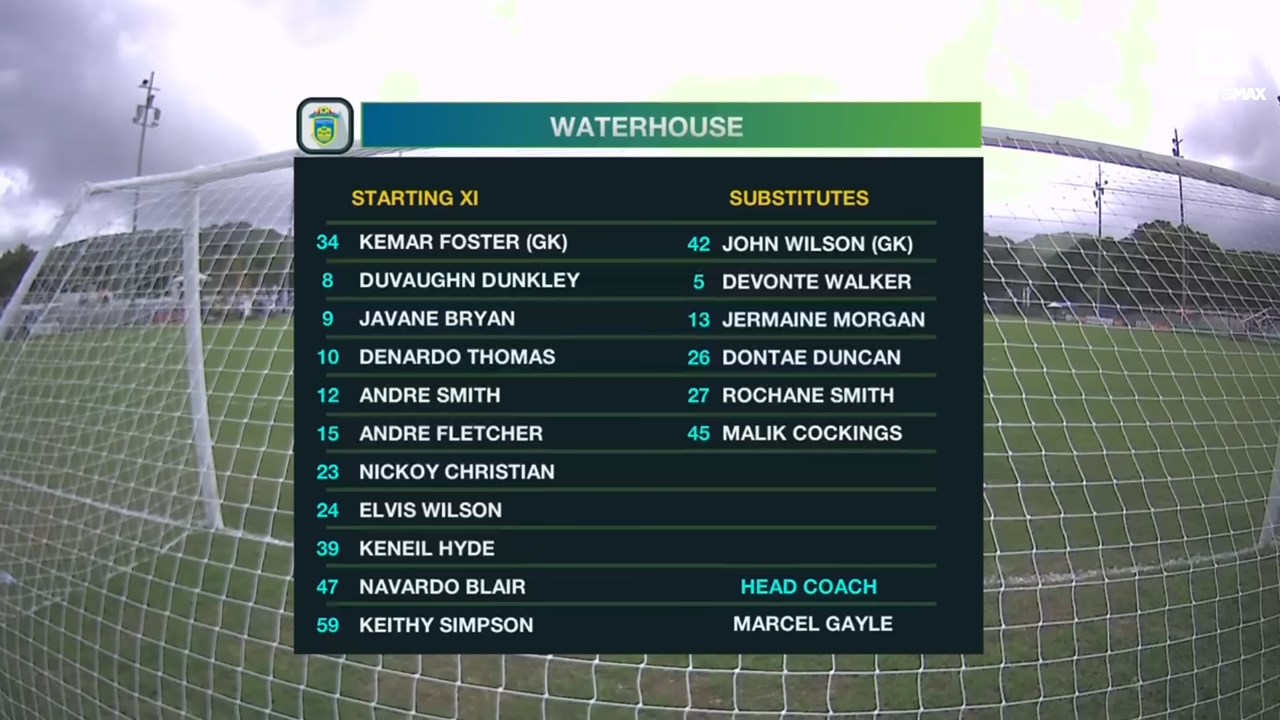 SMAX
WATERHOUSE
STARTING XI
34 KEMAR FOSTER (GK)
8 DUVAUGHN DUNKLEY
9 JAVANE BRYAN
10 DENARDO THOMAS
12 ANDRE SMITH
15 ANDRE FLETCHER
23 NICKOY CHRISTIAN
24 ELVIS WILSON
39 KENEIL HYDE
47 NAVARDO BLAIR
59 KEITHY SIMPSON
SUBSTITUTES
42 JOHN WILSON (GK)
5 DEVONTE WALKER
13 JERMAINE MORGAN
26 DONTAE DUNCAN
27 ROCHANE SMITH
45 MALIK COCKINGS
HEAD COACH
MARCEL GAYLE